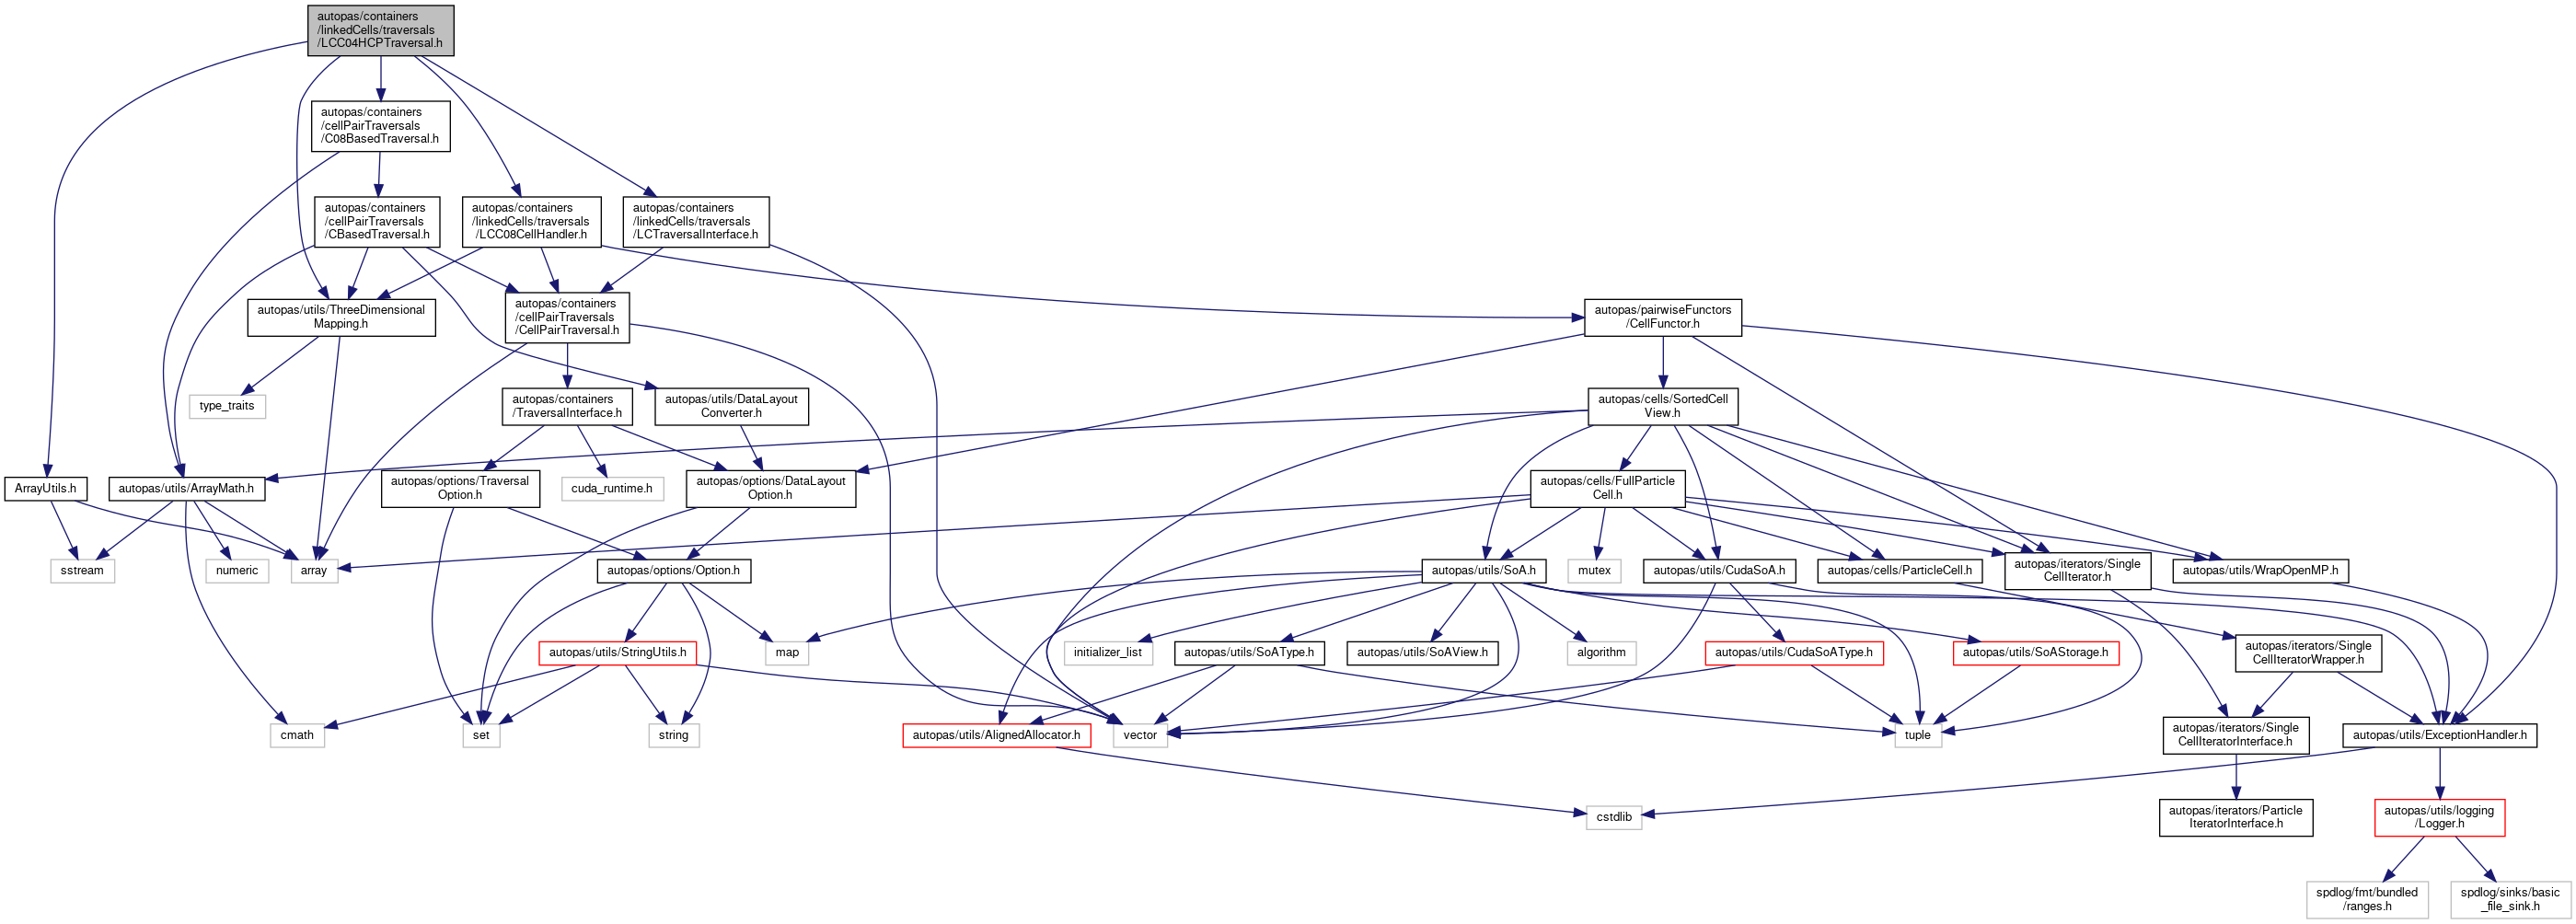 autopas/containers
/linkedCells/traversals
/LCC04HCPTraversal.h
autopas/containers
/cellPairTraversals
/C08BasedTraversal.h
autopas/containers
/cellPairTraversals
/CBasedTraversal.h
autopas/containers
/linkedCells/traversals
/LCC08CellHandler.h
autopas/containers
/linkedCells/traversals
/LCTraversalInterface.h
autopas/utils/ThreeDimensional
Mapping.h
autopas/containers
/cellPairTraversals
/CellPairTraversal.h
autopas/pairwiseFunctors
/CellFunctor.h
type_traits
autopas/containers
/TraversalInterface.h
autopas/utils/DataLayout
Converter.h
autopas/cells/SortedCell
View.h
ArrayUtils.h
autopas/utils/ArrayMath.h
autopas/options/Traversal
Option.h
cuda_runtime.h
autopas/options/DataLayout
Option.h
autopas/cells/FullParticle
Cell.h
sstream
numeric
array
autopas/options/Option.h
autopas/utils/SoA.h
mutex
autopas/utils/CudaSoA.h
autopas/cells/ParticleCell.h
autopas/iterators/Single
CellIterator.h
autopas/utils/WrapOpenMP.h
autopas/utils/StringUtils.h
map
initializer_list
autopas/utils/SoAType.h
autopas/utils/SoAView.h
algorithm
autopas/utils/CudaSoAType.h
autopas/utils/SoAStorage.h
autopas/iterators/Single
CellIteratorWrapper.h
cmath
set
string
autopas/utils/AlignedAllocator.h
vector
tuple
autopas/iterators/Single
CellIteratorInterface.h
autopas/utils/ExceptionHandler.h
cstdlib
autopas/iterators/Particle
IteratorInterface.h
autopas/utils/logging
/Logger.h
spdlog/fmt/bundled
/ranges.h
spdlog/sinks/basic
_file_sink.h